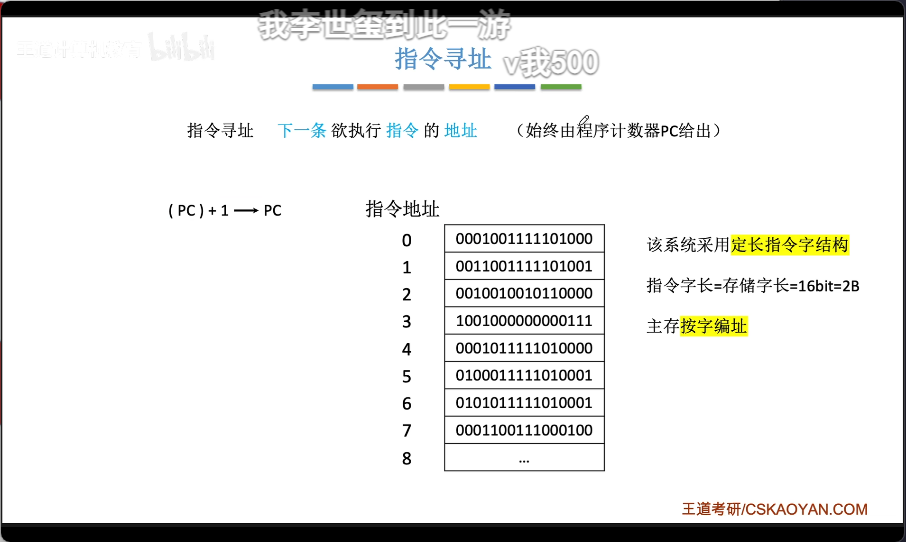 我李世玺到此一游
bilibili
指令寻址
v我500
指令寻址 下一条 欲执行 指令 的 地址 （始终由程序计数器PC给出）
( PC ) + 1 → PC
指令地址
0 0001001111101000
1 0011001111101001
2 0010010010110000
3 1001000000000111
4 0001011111010000
5 0100011111010001
6 0101011111010001
7 0001100111000100
8 ...
该系统采用定长指令字结构
指令字长=存储字长=16bit=2B
主存按字编址
王道考研/CSKAOYAN.COM